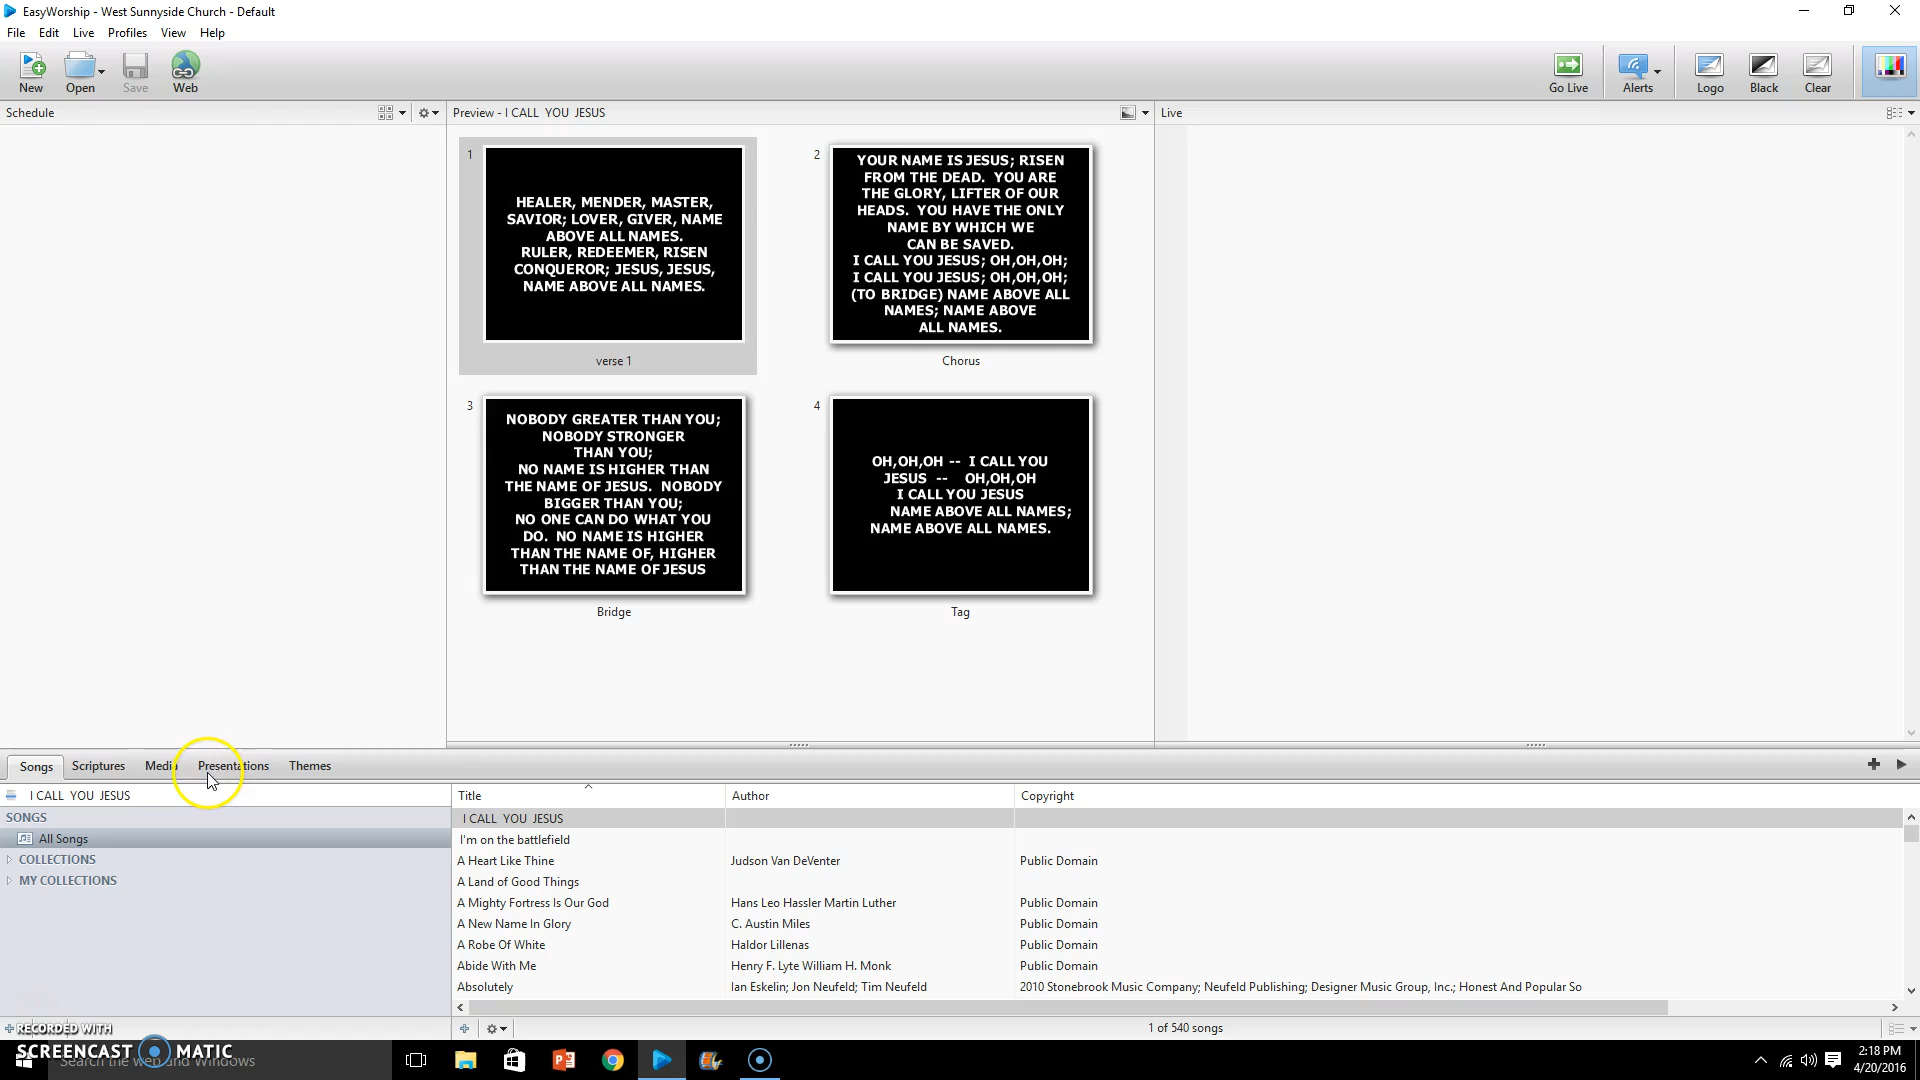 EasyWorship - West Sunnyside Church - Default
File Edit Live Profiles View Help
New Open Save Web Go Live Alerts Logo Black Clear
Schedule
Preview - I CALL YOU JESUS
Live
1
HEALER, MENDER, MASTER,
SAVIOR; LOVER, GIVER, NAME
ABOVE ALL NAMES.
RULER, REDEEMER, RISEN
CONQUEROR; JESUS, JESUS,
NAME ABOVE ALL NAMES.
verse 1
2
YOUR NAME IS JESUS; RISEN
FROM THE DEAD. YOU ARE
THE GLORY, LIFTER OF OUR
HEADS. YOU HAVE THE ONLY
NAME BY WHICH WE
CAN BE SAVED.
I CALL YOU JESUS; OH,OH,OH;
I CALL YOU JESUS; OH,OH,OH;
(TO BRIDGE) NAME ABOVE ALL
NAMES; NAME ABOVE
ALL NAMES.
Chorus
3
NOBODY GREATER THAN YOU;
NOBODY STRONGER
THAN YOU;
NO NAME IS HIGHER THAN
THE NAME OF JESUS. NOBODY
BIGGER THAN YOU;
NO ONE CAN DO WHAT YOU
DO. NO NAME IS HIGHER
THAN THE NAME OF, HIGHER
THAN THE NAME OF JESUS
Bridge
4
OH,OH,OH -- I CALL YOU
JESUS -- OH,OH,OH
I CALL YOU JESUS
NAME ABOVE ALL NAMES;
NAME ABOVE ALL NAMES.
Tag
Songs Scriptures Media Presentations Themes
I CALL YOU JESUS
SONGS
All Songs
COLLECTIONS
MY COLLECTIONS
Title Author Copyright
I CALL YOU JESUS
I'm on the battlefield
A Heart Like Thine Judson Van DeVenter Public Domain
A Land of Good Things
A Mighty Fortress Is Our God Hans Leo Hassler Martin Luther Public Domain
A New Name In Glory C. Austin Miles Public Domain
A Robe Of White Haldor Lillenas Public Domain
Abide With Me Henry F. Lyte William H. Monk Public Domain
Absolutely Ian Eskelin; Jon Neufeld; Tim Neufeld 2010 Stonebrook Music Company; Neufeld Publishing; Designer Music Group, Inc.; Honest And Popular So
1 of 540 songs
RECORDED WITH
SCREENCAST MATIC
Search the web and Windows
2:18 PM
4/20/2016